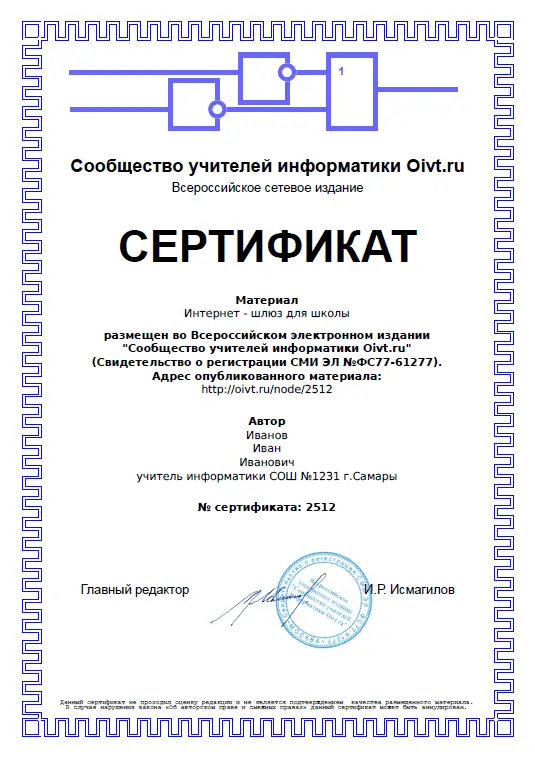 1
Сообщество учителей информатики Oivt.ru
Всероссийское сетевое издание
СЕРТИФИКАТ
Материал
Интернет - шлюз для школы
размещен во Всероссийском электронном издании
"Сообщество учителей информатики Oivt.ru"
(Свидетельство о регистрации СМИ ЭЛ №ФС77-61277).
Адрес опубликованного материала:
http://oivt.ru/node/2512
Автор
Иванов
Иван
Иванович
учитель информатики СОШ №1231 г.Самары
№ сертификата: 2512
Главный редактор
И.Р. Исмагилов
Данный сертификат не проходил оценку редакции и не является подтверждением качества размещенного материала.
В случае нарушения закона «Об авторском праве и смежных правах» данный сертификат может быть аннулирован.